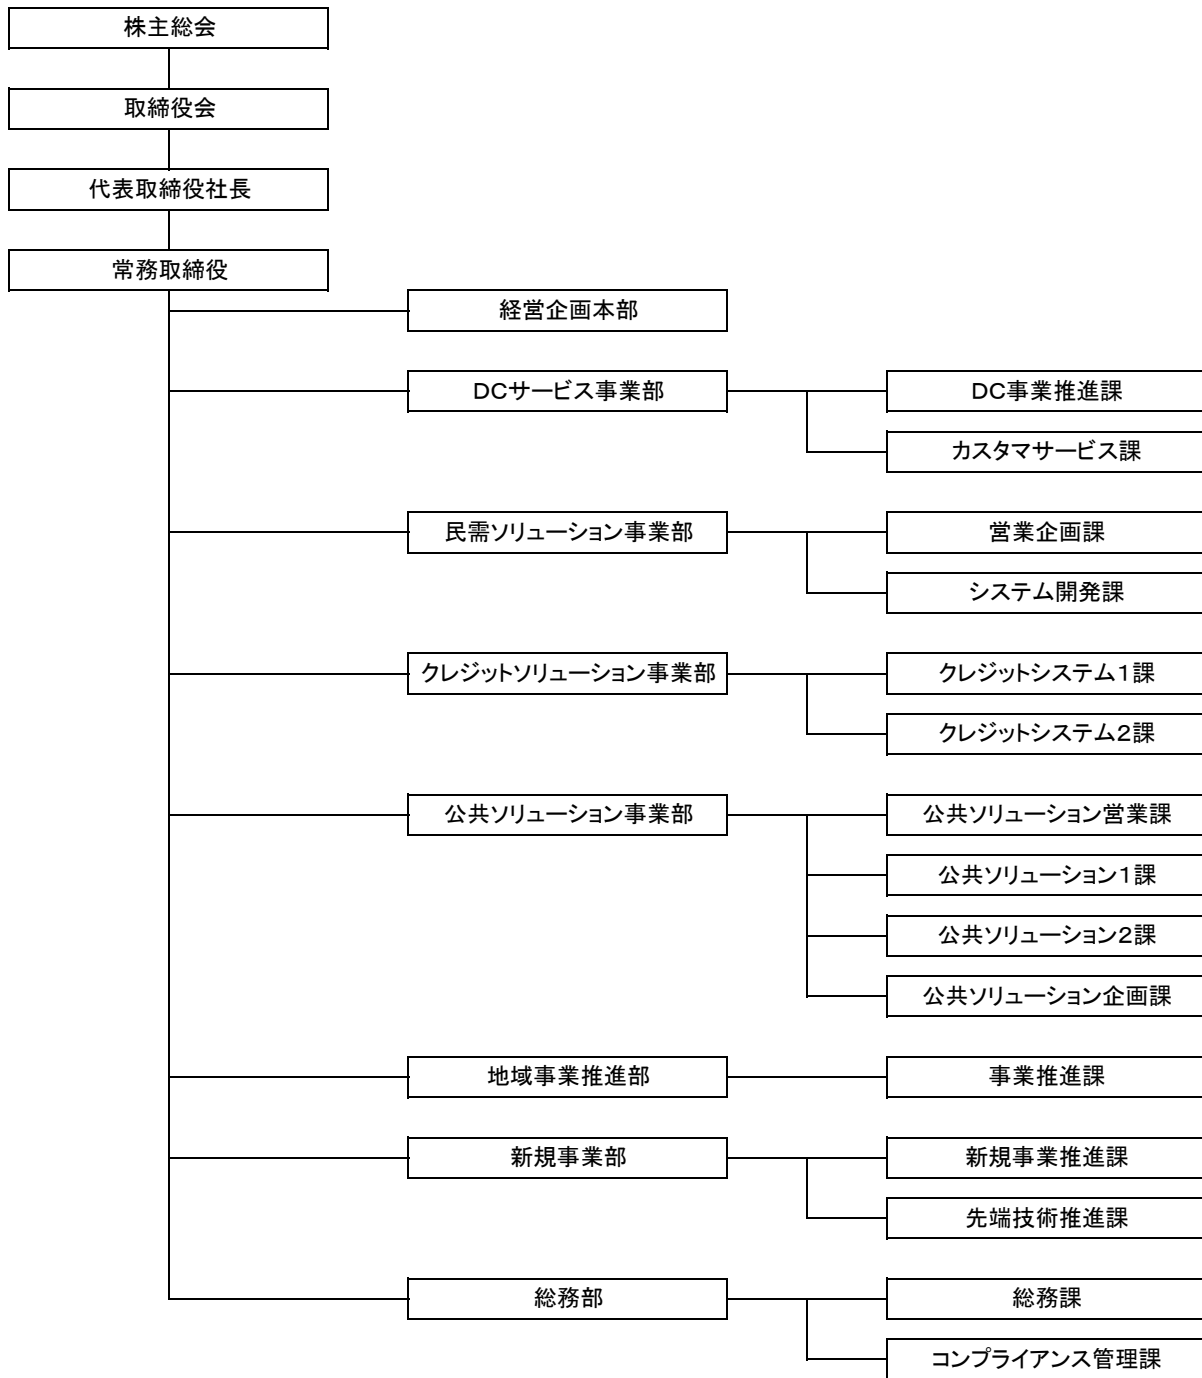 株主総会
取締役会
代表取締役社長
常務取締役
経営企画本部
DCサービス事業部
DC事業推進課
カスタマサービス課
民需ソリューション事業部
営業企画課
システム開発課
クレジットソリューション事業部
クレジットシステム1課
クレジットシステム2課
公共ソリューション事業部
公共ソリューション営業課
公共ソリューション1課
公共ソリューション2課
公共ソリューション企画課
地域事業推進部
事業推進課
新規事業部
新規事業推進課
先端技術推進課
総務部
総務課
コンプライアンス管理課